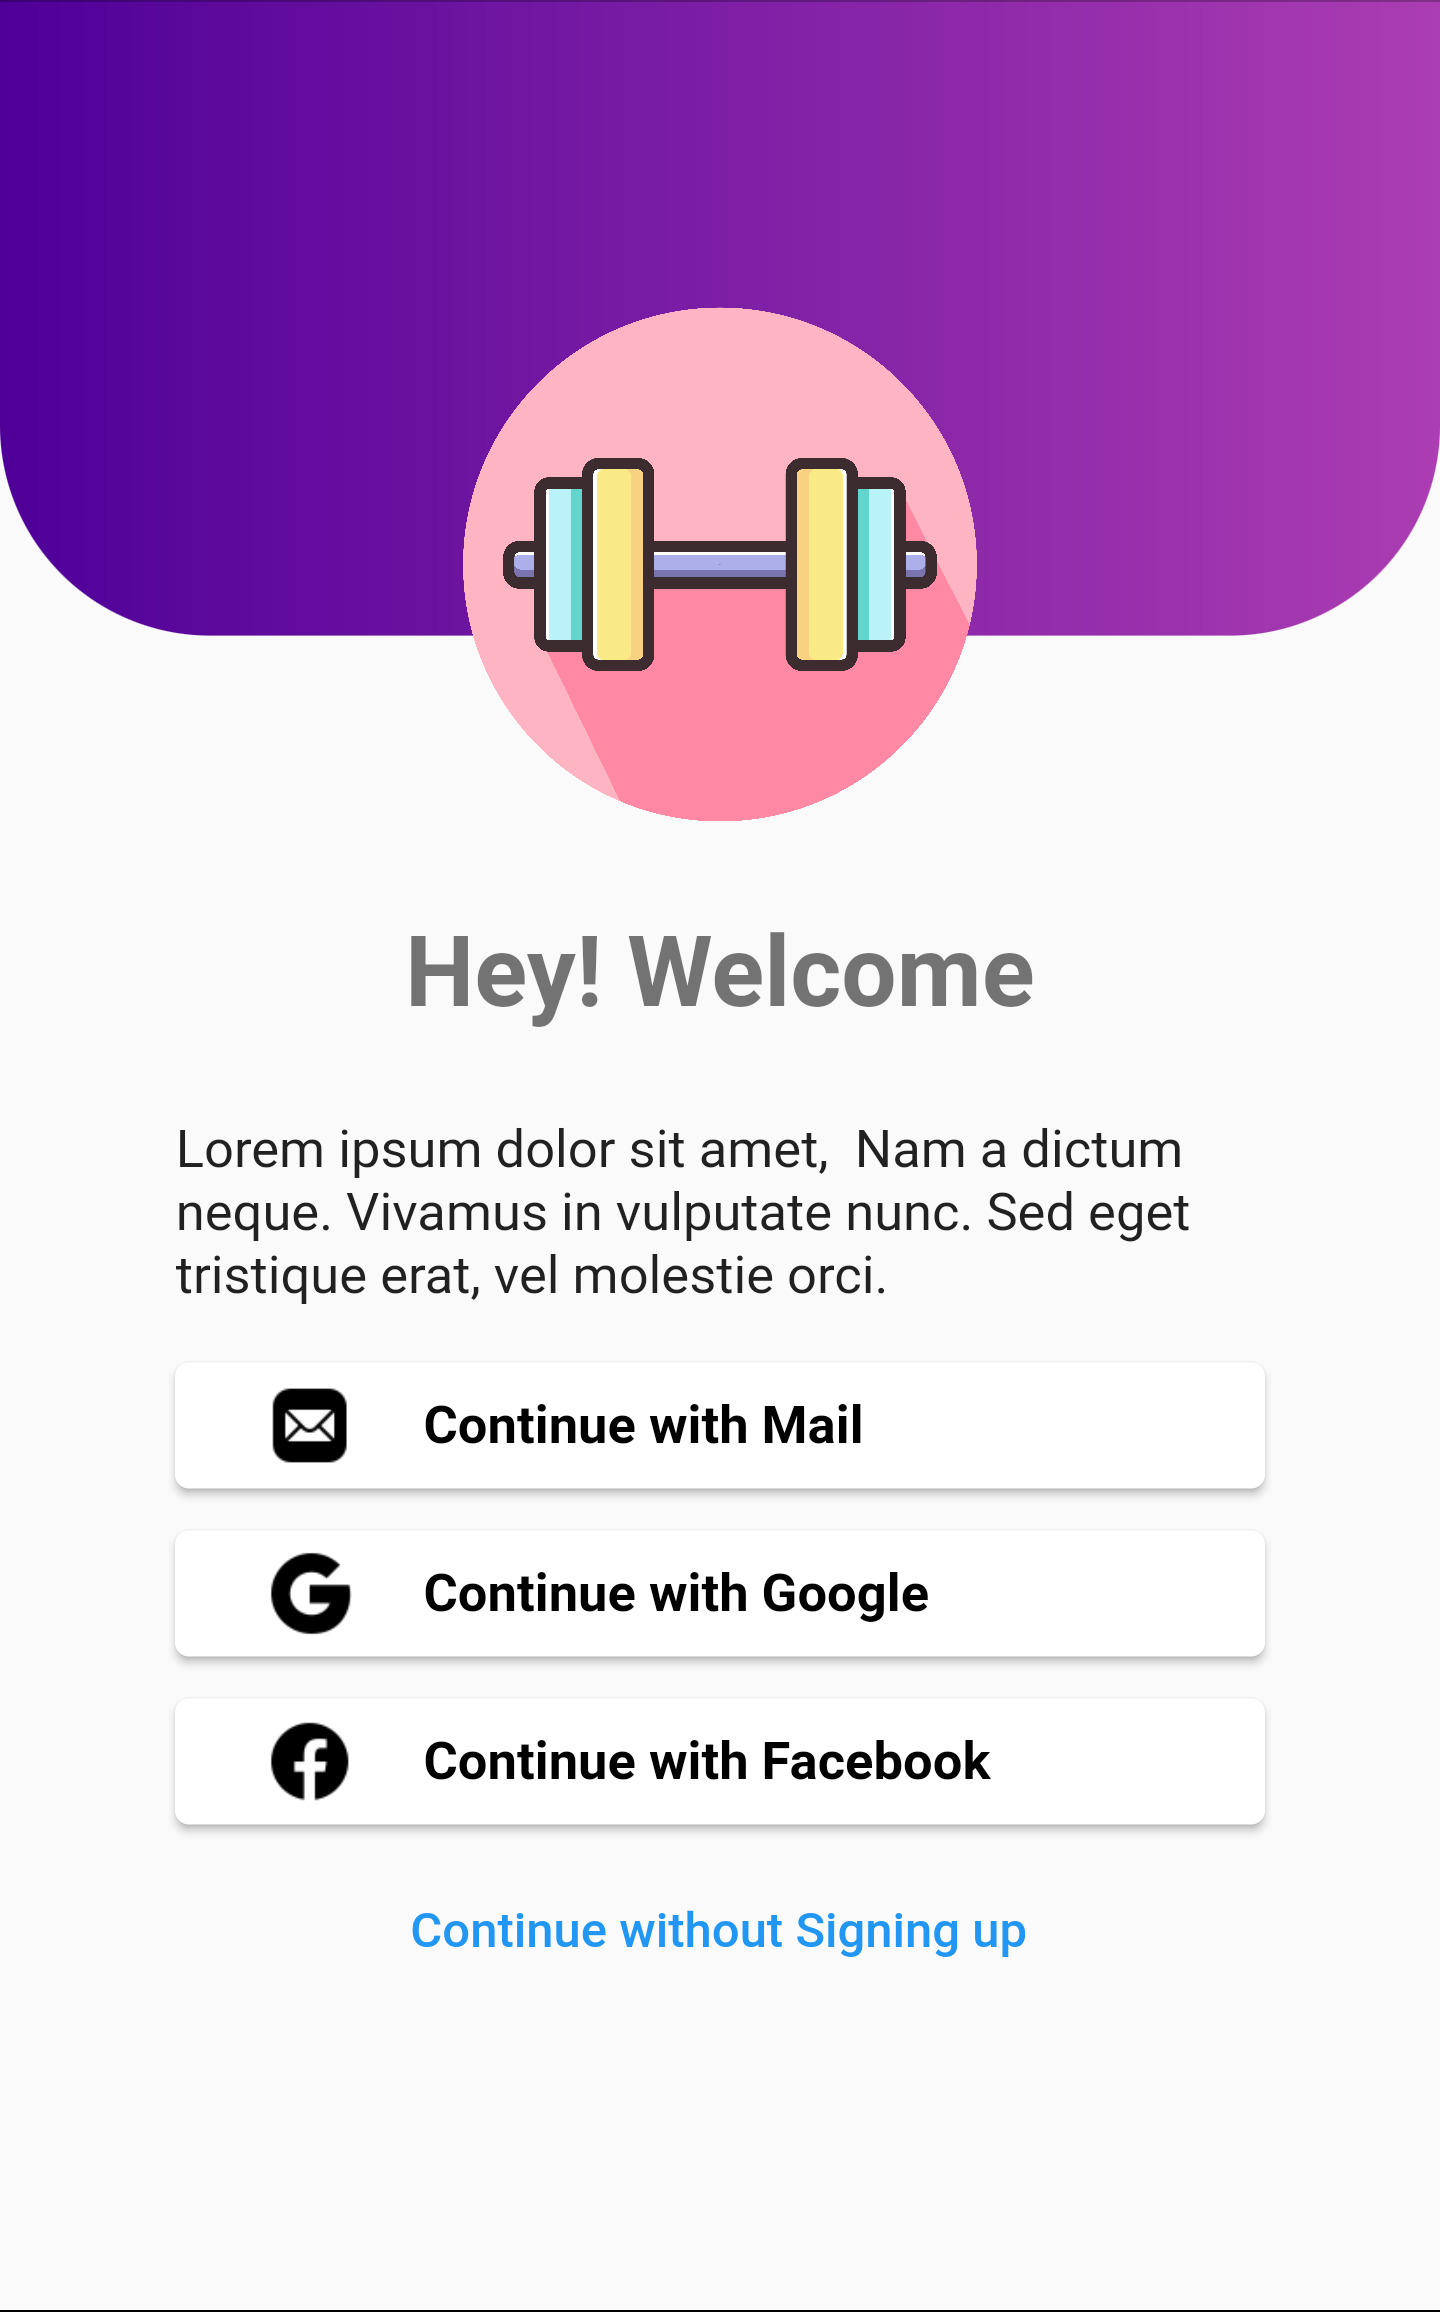 Hey! Welcome
Lorem ipsum dolor sit amet,  Nam a dictum
neque. Vivamus in vulputate nunc. Sed eget
tristique erat, vel molestie orci.
Continue with Mail
Continue with Google
Continue with Facebook
Continue without Signing up